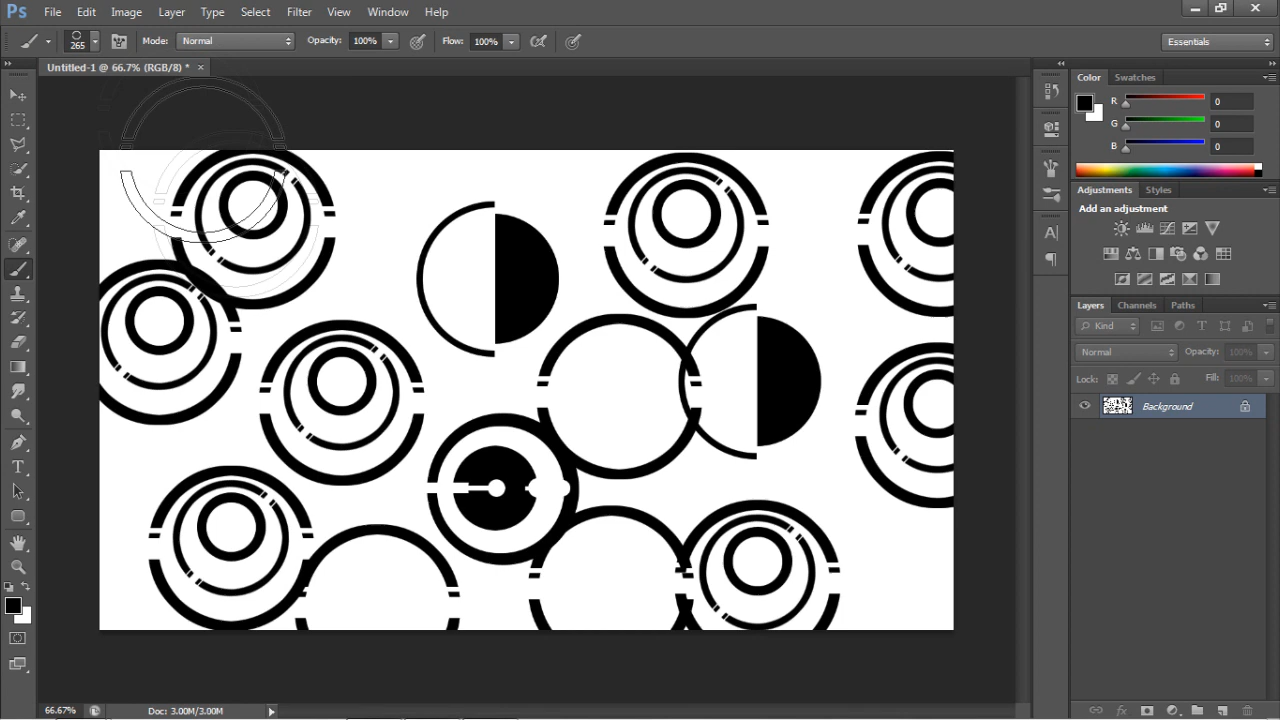 Ps File Edit Image Layer Type Select Filter View Window Help
265 Mode: Normal Opacity: 100% Flow: 100% Essentials
Untitled-1 @ 66.7% (RGB/8) * ×
Color Swatches
R 0
G 0
B 0
Adjustments Styles
Add an adjustment
Layers Channels Paths
Kind
Normal Opacity: 100%
Lock: Fill: 100%
Background
66.67% Doc: 3.00M/3.00M